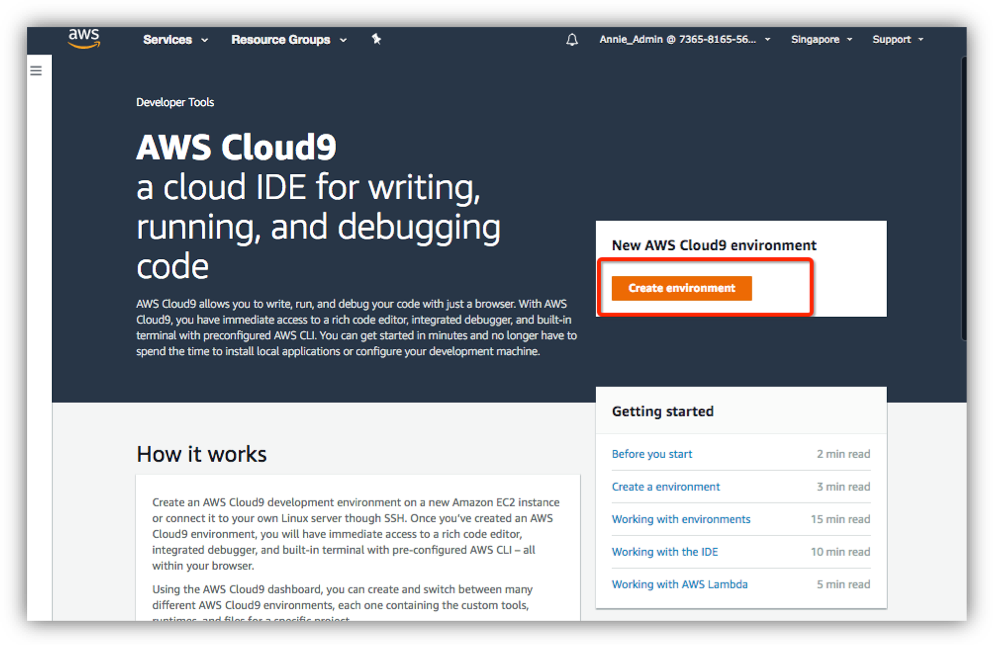 aws
Services
Resource Groups
Annie_Admin @ 7365-8165-56...
Singapore
Support
Developer Tools
AWS Cloud9
a cloud IDE for writing,
running, and debugging
code
AWS Cloud9 allows you to write, run, and debug your code with just a browser. With AWS
Cloud9, you have immediate access to a rich code editor, integrated debugger, and built-in
terminal with preconfigured AWS CLI. You can get started in minutes and no longer have to
spend the time to install local applications or configure your development machine.
New AWS Cloud9 environment
Create environment
Getting started
Before you start 2 min read
Create a environment 3 min read
Working with environments 15 min read
Working with the IDE 10 min read
Working with AWS Lambda 5 min read
How it works
Create an AWS Cloud9 development environment on a new Amazon EC2 instance
or connect it to your own Linux server though SSH. Once you've created an AWS
Cloud9 environment, you will have immediate access to a rich code editor,
integrated debugger, and built-in terminal with pre-configured AWS CLI – all
within your browser.
Using the AWS Cloud9 dashboard, you can create and switch between many
different AWS Cloud9 environments, each one containing the custom tools,
runtimes, and files for a specific project.